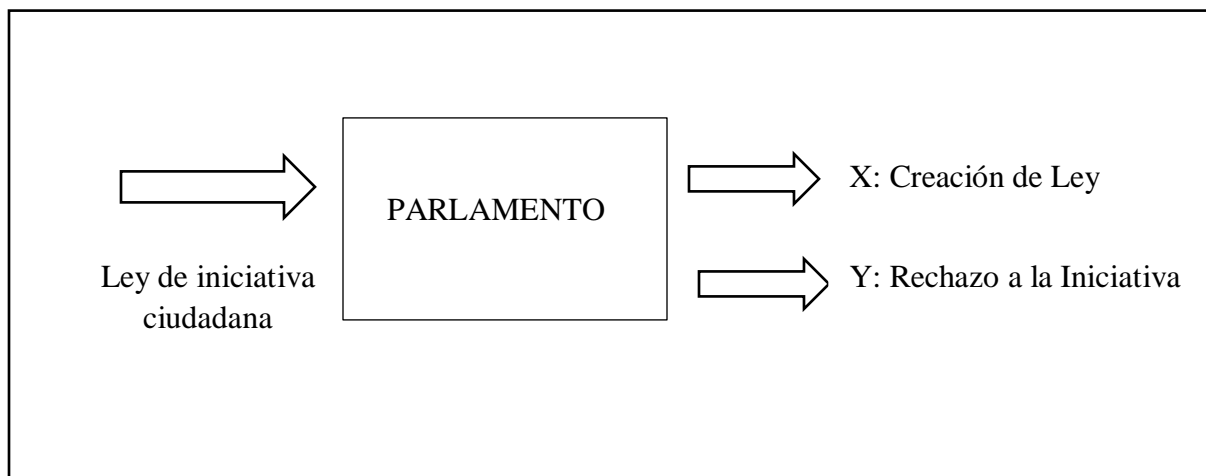 Ley de iniciativa
ciudadana
PARLAMENTO
X: Creación de Ley
Y: Rechazo a la Iniciativa